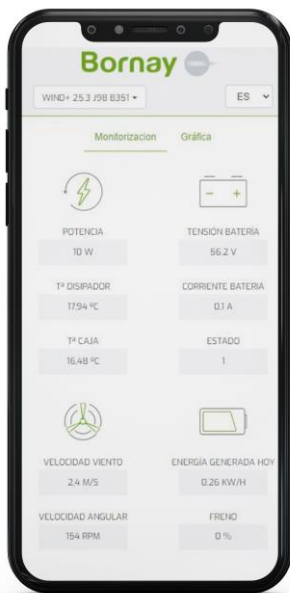 Bornay
WIND+ 25.3 J9B B351
ES
Monitorizacion
Gráfica
POTENCIA
TENSIÓN BATERÍA
10 W
56.2 V
Tª DISIPADOR
CORRIENTE BATERIA
17.94 ºC
0.1 A
Tª CAJA
ESTADO
16.48 ºC
1
VELOCIDAD VIENTO
ENERGÍA GENERADA HOY
2.4 M/S
0.26 KW/H
VELOCIDAD ANGULAR
FRENO
154 RPM
0 %